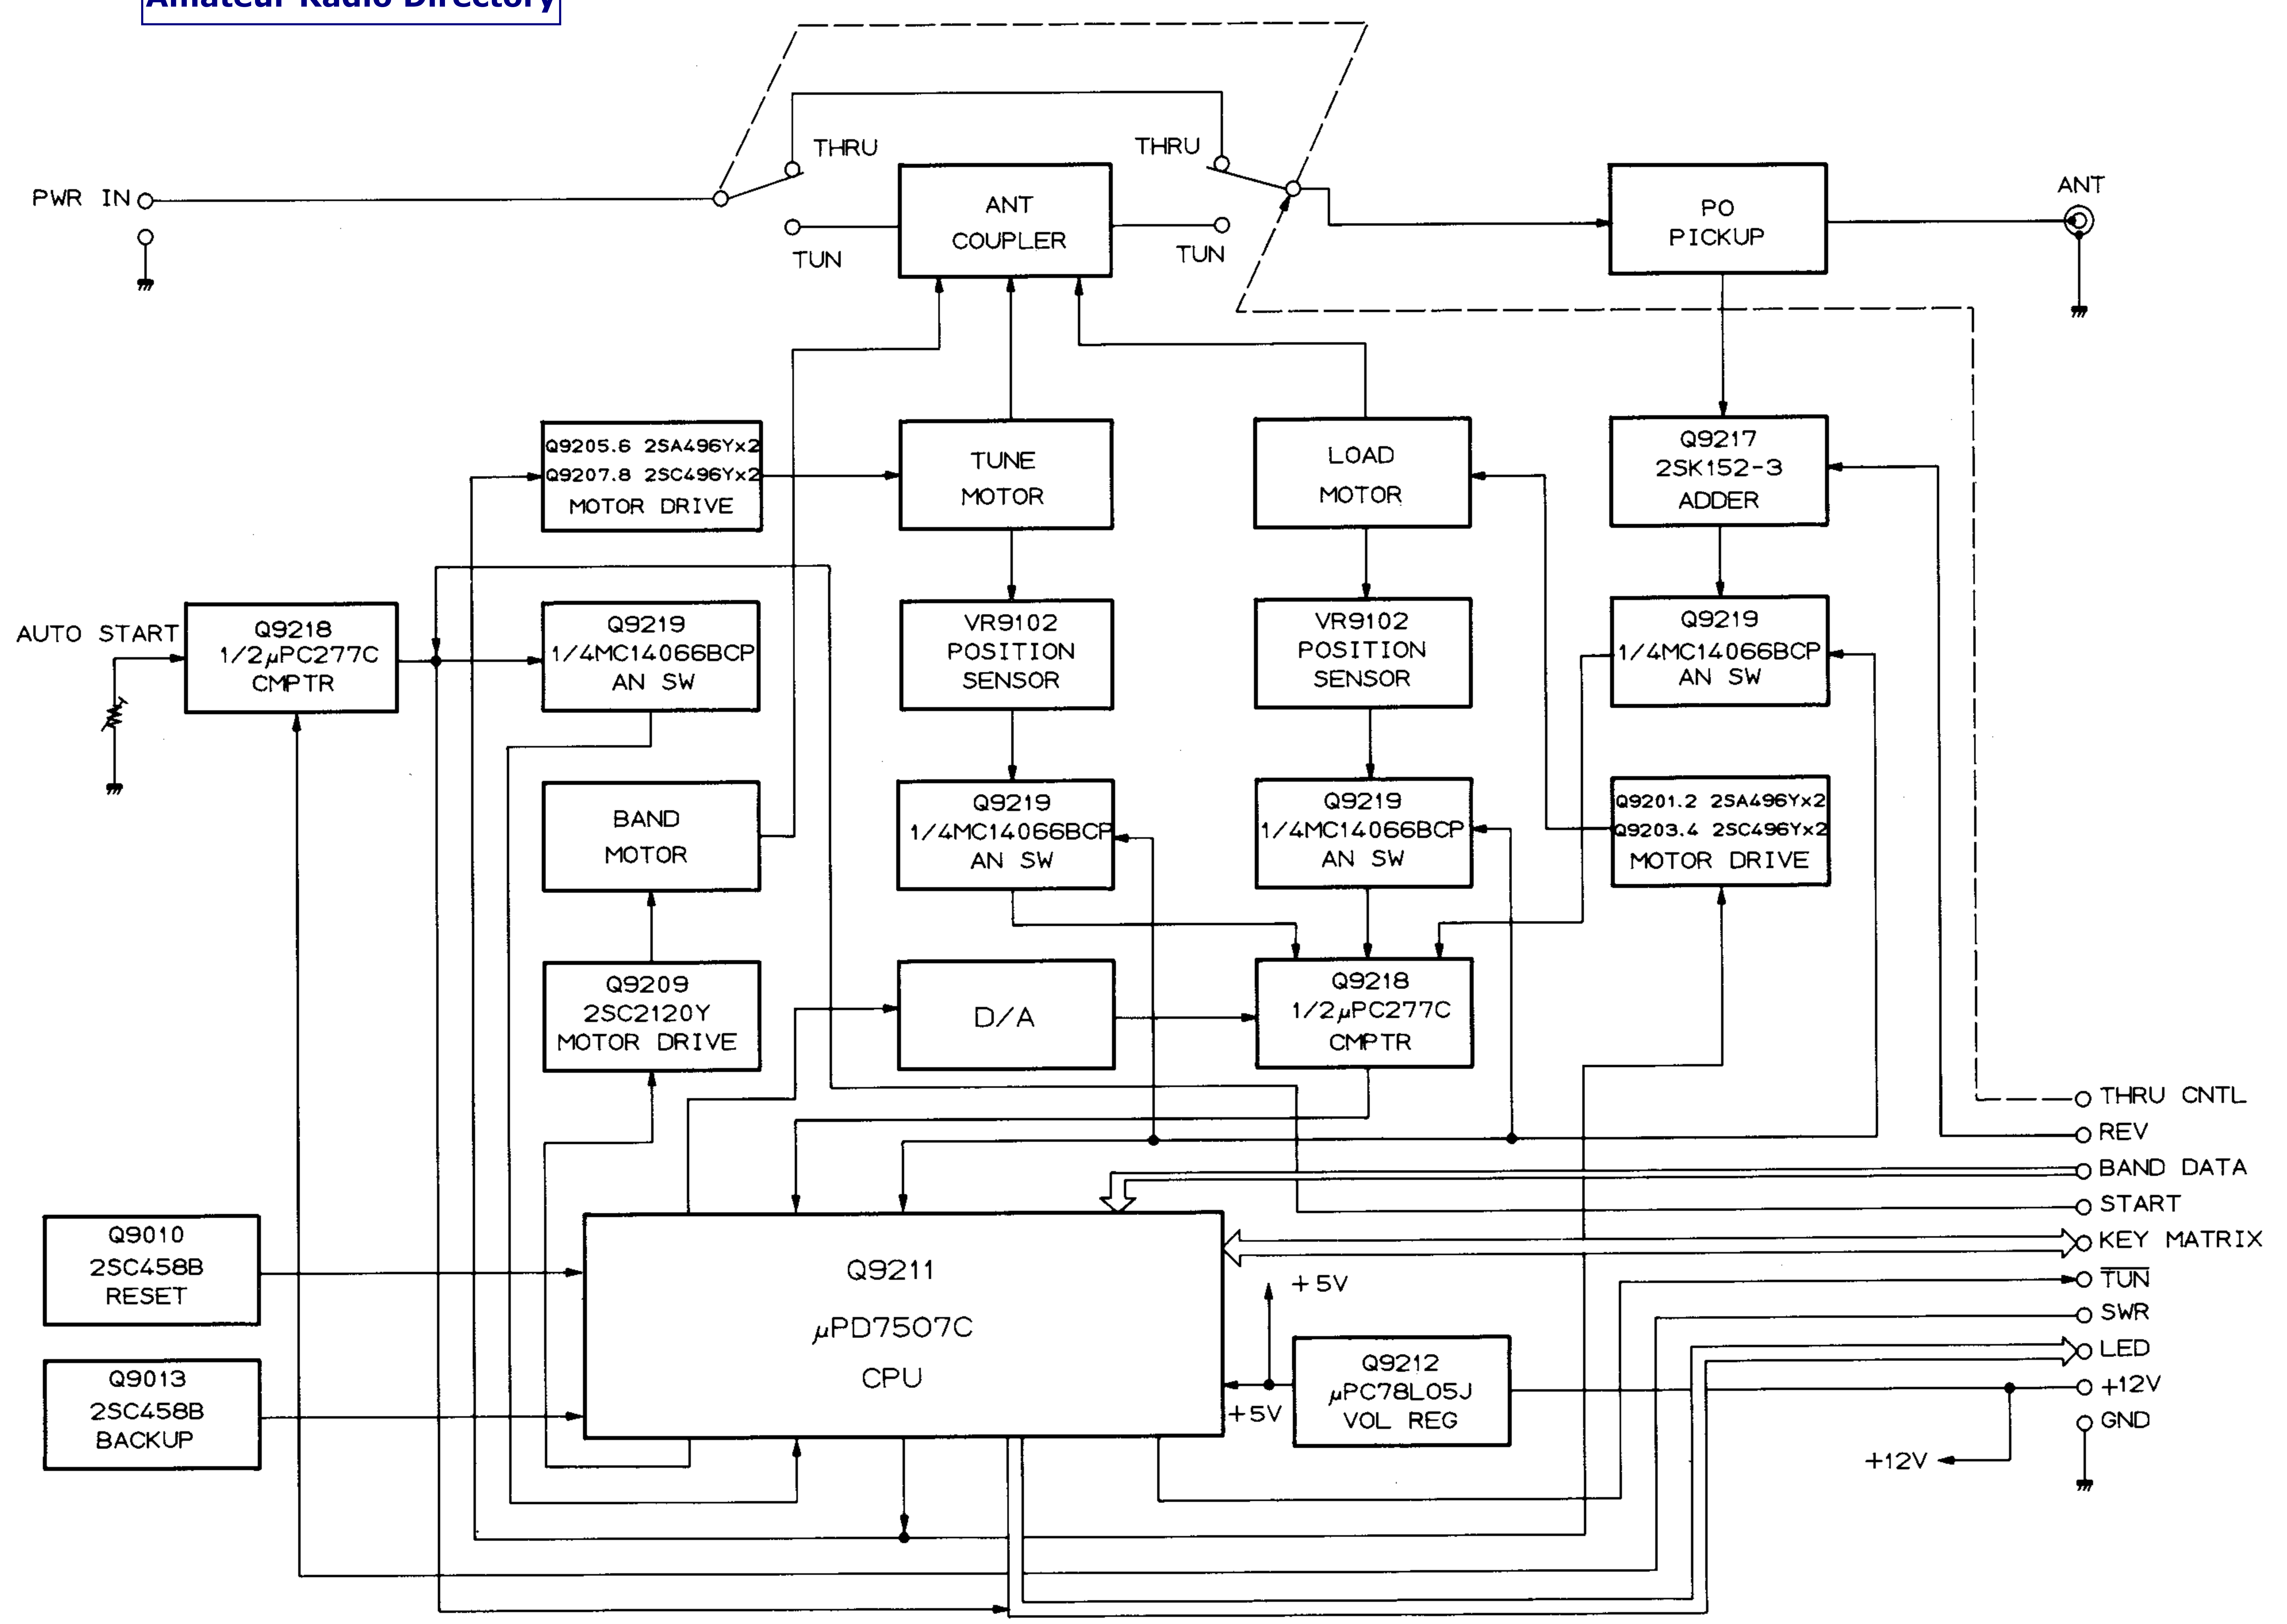 Amateur Radio Directory
THRU
THRU
PWR IN
ANT
COUPLER
PO
PICKUP
ANT
TUN
TUN
Q9205.6 2SA496Yx2
Q9207.8 2SC496Yx2
MOTOR DRIVE
TUNE
MOTOR
LOAD
MOTOR
Q9217
2SK152-3
ADDER
AUTO START
Q9218
1/2μPC277C
CMPTR
Q9219
1/4MC14066BCP
AN SW
VR9102
POSITION
SENSOR
VR9102
POSITION
SENSOR
Q9219
1/4MC14066BCP
AN SW
BAND
MOTOR
Q9219
1/4MC14066BCP
AN SW
Q9219
1/4MC14066BCP
AN SW
Q9201.2 2SA496Yx2
Q9203.4 2SC496Yx2
MOTOR DRIVE
Q9209
2SC2120Y
MOTOR DRIVE
D/A
Q9218
1/2μPC277C
CMPTR
THRU CNTL
REV
BAND DATA
START
KEY MATRIX
TUN
SWR
LED
+12V
GND
+12V
Q9010
2SC458B
RESET
Q9013
2SC458B
BACKUP
Q9211
μPD7507C
CPU
+5V
+5V
Q9212
μPC78L05J
VOL REG